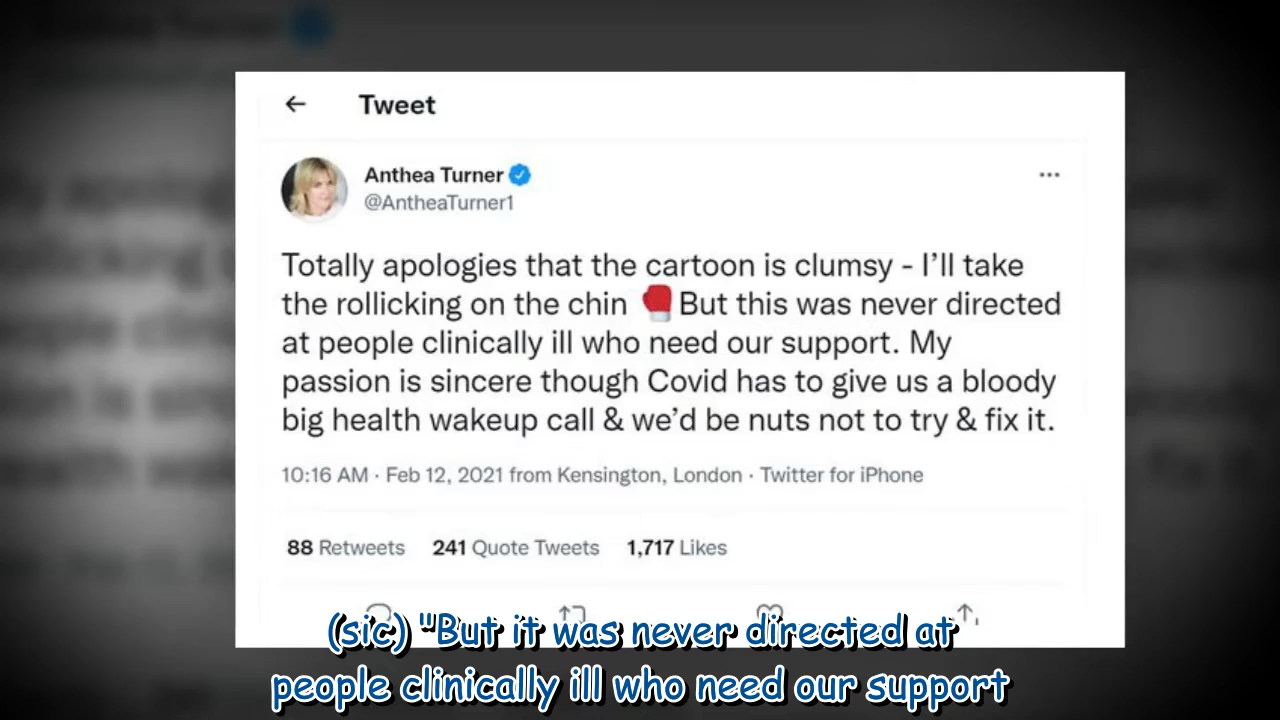 Tweet
Anthea Turner
@AntheaTurner1
Totally apologies that the cartoon is clumsy - I’ll take
the rollicking on the chin 🥊But this was never directed
at people clinically ill who need our support. My
passion is sincere though Covid has to give us a bloody
big health wakeup call & we’d be nuts not to try & fix it.
10:16 AM · Feb 12, 2021 from Kensington, London · Twitter for iPhone
88 Retweets 241 Quote Tweets 1,717 Likes
(sic) "But it was never directed at
people clinically ill who need our support